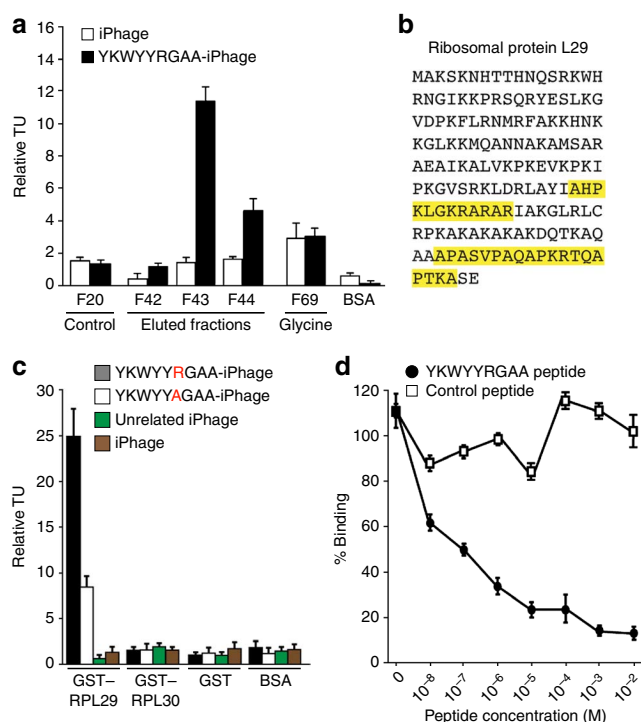 a
iPhage
YKWYYRGAA-iPhage
Relative TU
16
14
12
10
8
6
4
2
0
F20 F42 F43 F44 F69 BSA
Control Eluted fractions Glycine
b
Ribosomal protein L29
MAKSKNHTTHNQSRKWH
RNGIKKPRSQRYESLKG
VDPKFLRNMRFAKKHNK
KGLKKMQANNAKAMSAR
AEAIKALVKPKEVKPKI
PKGVSRKLDRLAYIAHP
KLGKRARARIAKGLRLC
RPKAKAKAKAKDQTKAQ
AAAPASVPAQAPKRTQA
PTKASE
c
YKWYYRGAA-iPhage
YKWYYAGAA-iPhage
Unrelated iPhage
iPhage
Relative TU
30
25
20
15
10
5
0
GST– GST– GST BSA
RPL29 RPL30
d
YKWYYRGAA peptide
Control peptide
% Binding
120
100
80
60
40
20
0
0 10⁻⁸ 10⁻⁷ 10⁻⁶ 10⁻⁵ 10⁻⁴ 10⁻³ 10⁻²
Peptide concentration (M)